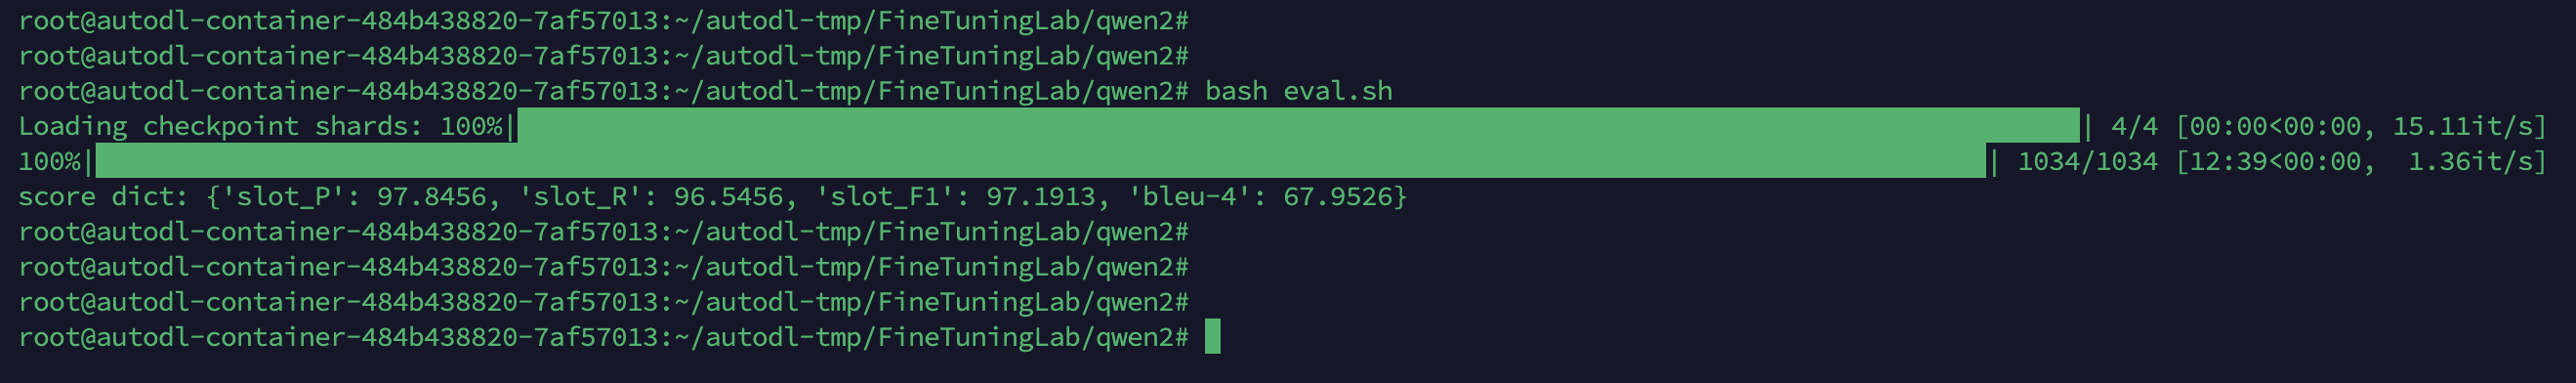 root@autodl-container-484b438820-7af57013:~/autodl-tmp/FineTuningLab/qwen2#
root@autodl-container-484b438820-7af57013:~/autodl-tmp/FineTuningLab/qwen2#
root@autodl-container-484b438820-7af57013:~/autodl-tmp/FineTuningLab/qwen2# bash eval.sh
Loading checkpoint shards: 100%|| 4/4 [00:00<00:00, 15.11it/s]
100%|| 1034/1034 [12:39<00:00,  1.36it/s]
score dict: {'slot_P': 97.8456, 'slot_R': 96.5456, 'slot_F1': 97.1913, 'bleu-4': 67.9526}
root@autodl-container-484b438820-7af57013:~/autodl-tmp/FineTuningLab/qwen2#
root@autodl-container-484b438820-7af57013:~/autodl-tmp/FineTuningLab/qwen2#
root@autodl-container-484b438820-7af57013:~/autodl-tmp/FineTuningLab/qwen2#
root@autodl-container-484b438820-7af57013:~/autodl-tmp/FineTuningLab/qwen2#